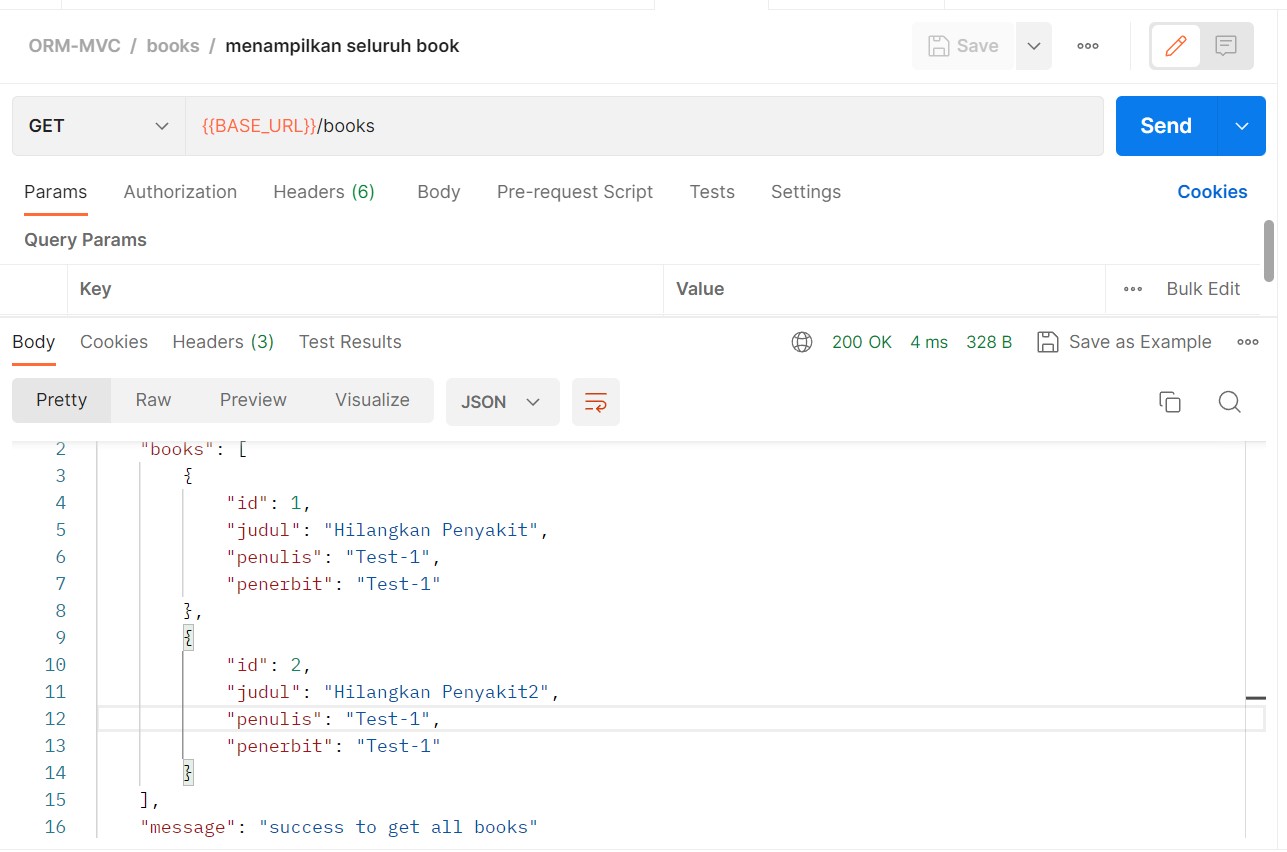 ORM-MVC / books / menampilkan seluruh book Save
GET {{BASE_URL}}/books Send
Params Authorization Headers (6) Body Pre-request Script Tests Settings Cookies
Query Params
Key Value Bulk Edit
Body Cookies Headers (3) Test Results 200 OK 4 ms 328 B Save as Example
Pretty Raw Preview Visualize JSON
2 "books": [
3 {
4 "id": 1,
5 "judul": "Hilangkan Penyakit",
6 "penulis": "Test-1",
7 "penerbit": "Test-1"
8 },
9 {
10 "id": 2,
11 "judul": "Hilangkan Penyakit2",
12 "penulis": "Test-1",
13 "penerbit": "Test-1"
14 }
15 ],
16 "message": "success to get all books"